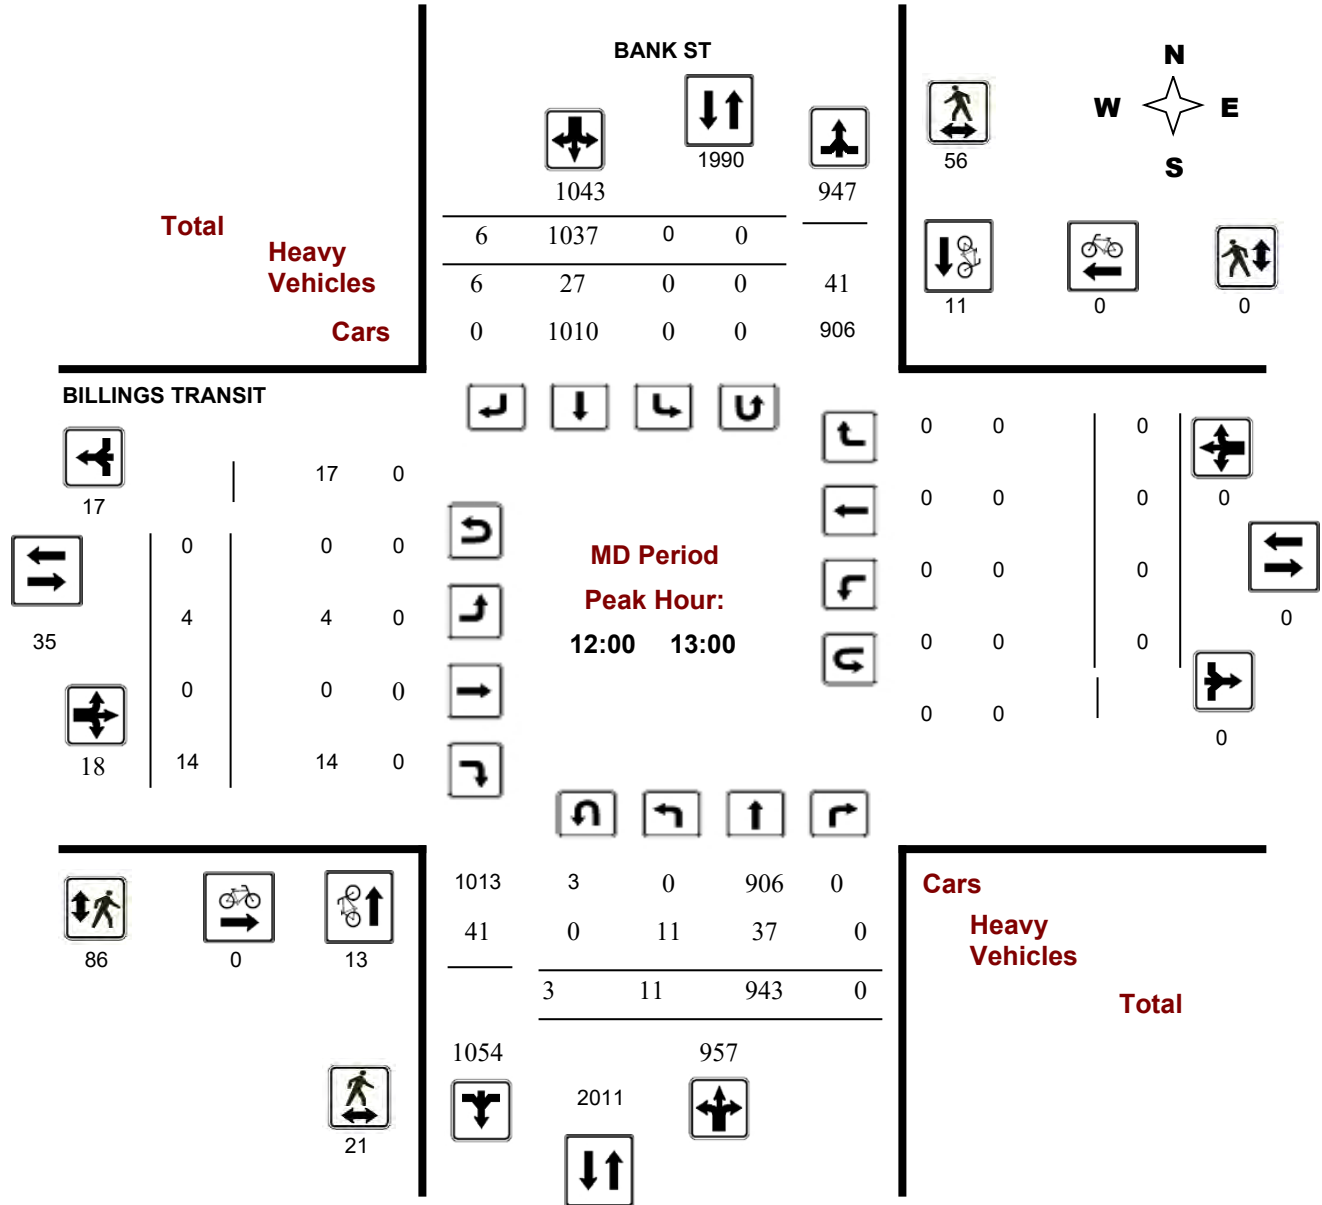 BANK ST
N
W E
S
1990
56
1043
947
Total
6 1037 0 0
Heavy
Vehicles
6 27 0 0 41
11 0 0
Cars
0 1010 0 0 906
BILLINGS TRANSIT
0 0 0
17 0
17
0 0 0 0
0 0 0
MD Period
0 0 0
Peak Hour:
4 4 0
0
35
12:00 13:00
0 0 0
0 0 0
0 0
0
18
14 14 0
1013 3 0 906 0
Cars
41 0 11 37 0
Heavy
Vehicles
86 0 13
3 11 943 0
Total
1054 957
2011
21